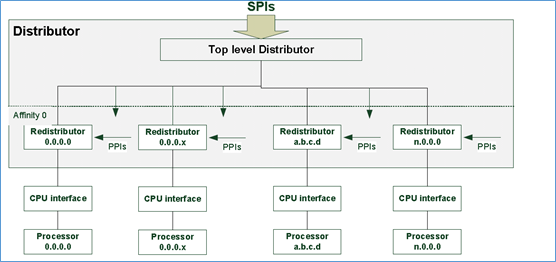 SPIs
Distributor
Top level Distributor
Affinity 0
Redistributor
0.0.0.0
PPIs
Redistributor
0.0.0.x
PPIs
Redistributor
a.b.c.d
PPIs
Redistributor
n.0.0.0
PPIs
CPU interface
CPU interface
CPU interface
CPU interface
Processor
0.0.0.0
Processor
0.0.0.x
Processor
a.b.c.d
Processor
n.0.0.0